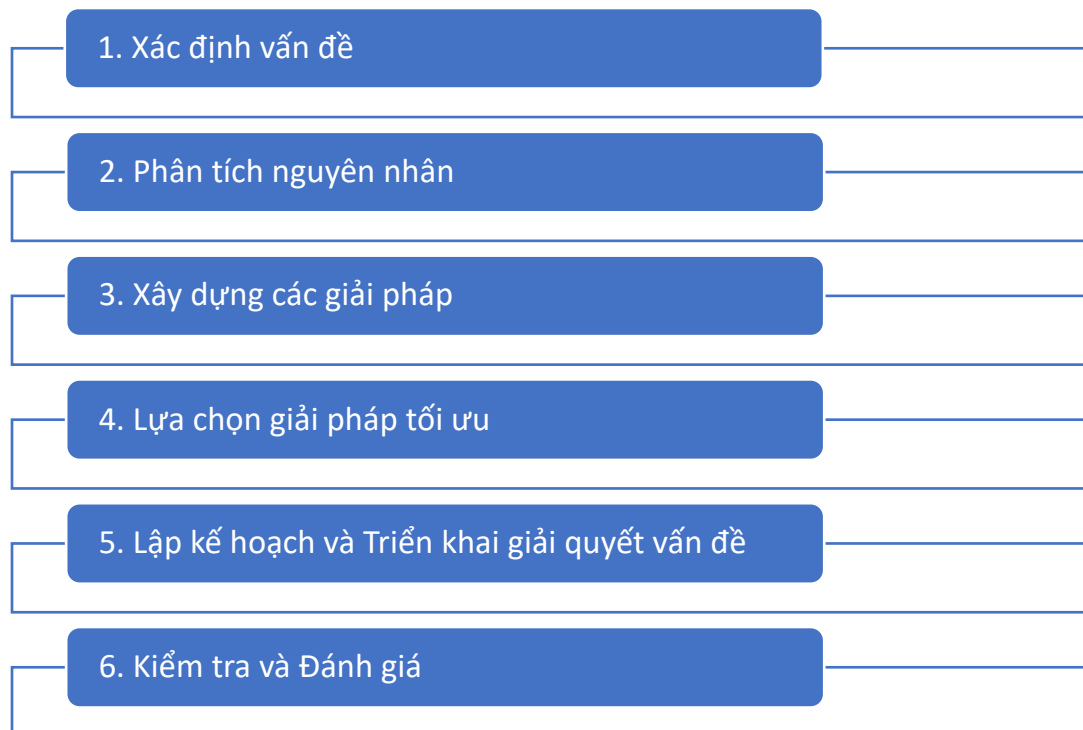 1. Xác định vấn đề
2. Phân tích nguyên nhân
3. Xây dựng các giải pháp
4. Lựa chọn giải pháp tối ưu
5. Lập kế hoạch và Triển khai giải quyết vấn đề
6. Kiểm tra và Đánh giá